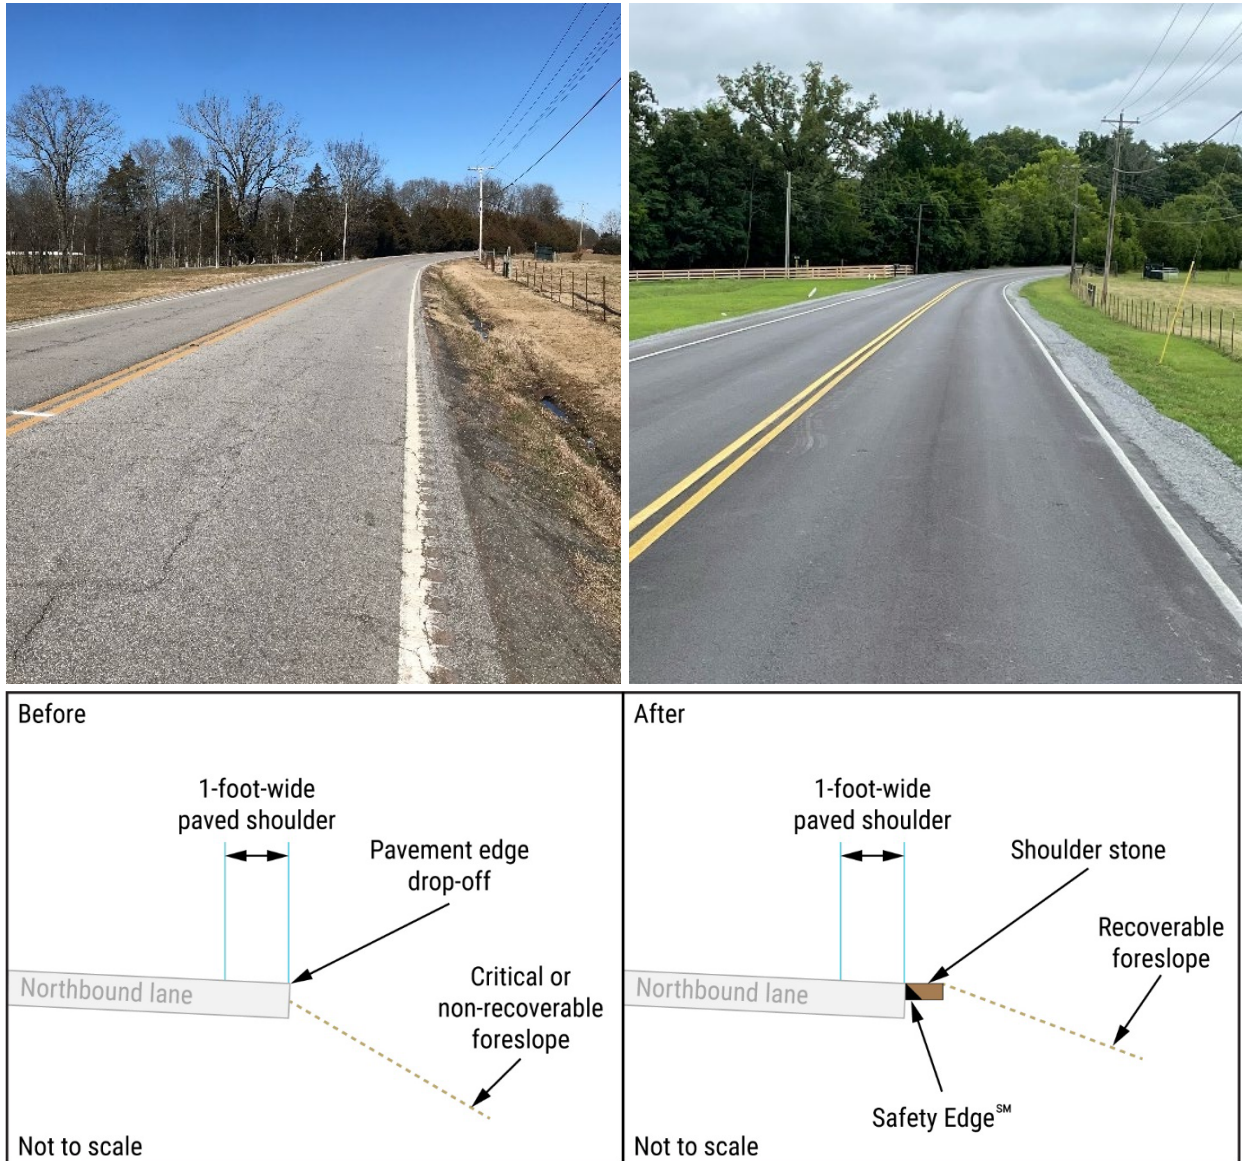 Before
1-foot-wide
paved shoulder
Pavement edge
drop-off
Critical or
non-recoverable
foreslope
Northbound lane
Not to scale
After
1-foot-wide
paved shoulder
Shoulder stone
Recoverable
foreslope
Northbound lane
Safety Edge℠
Not to scale